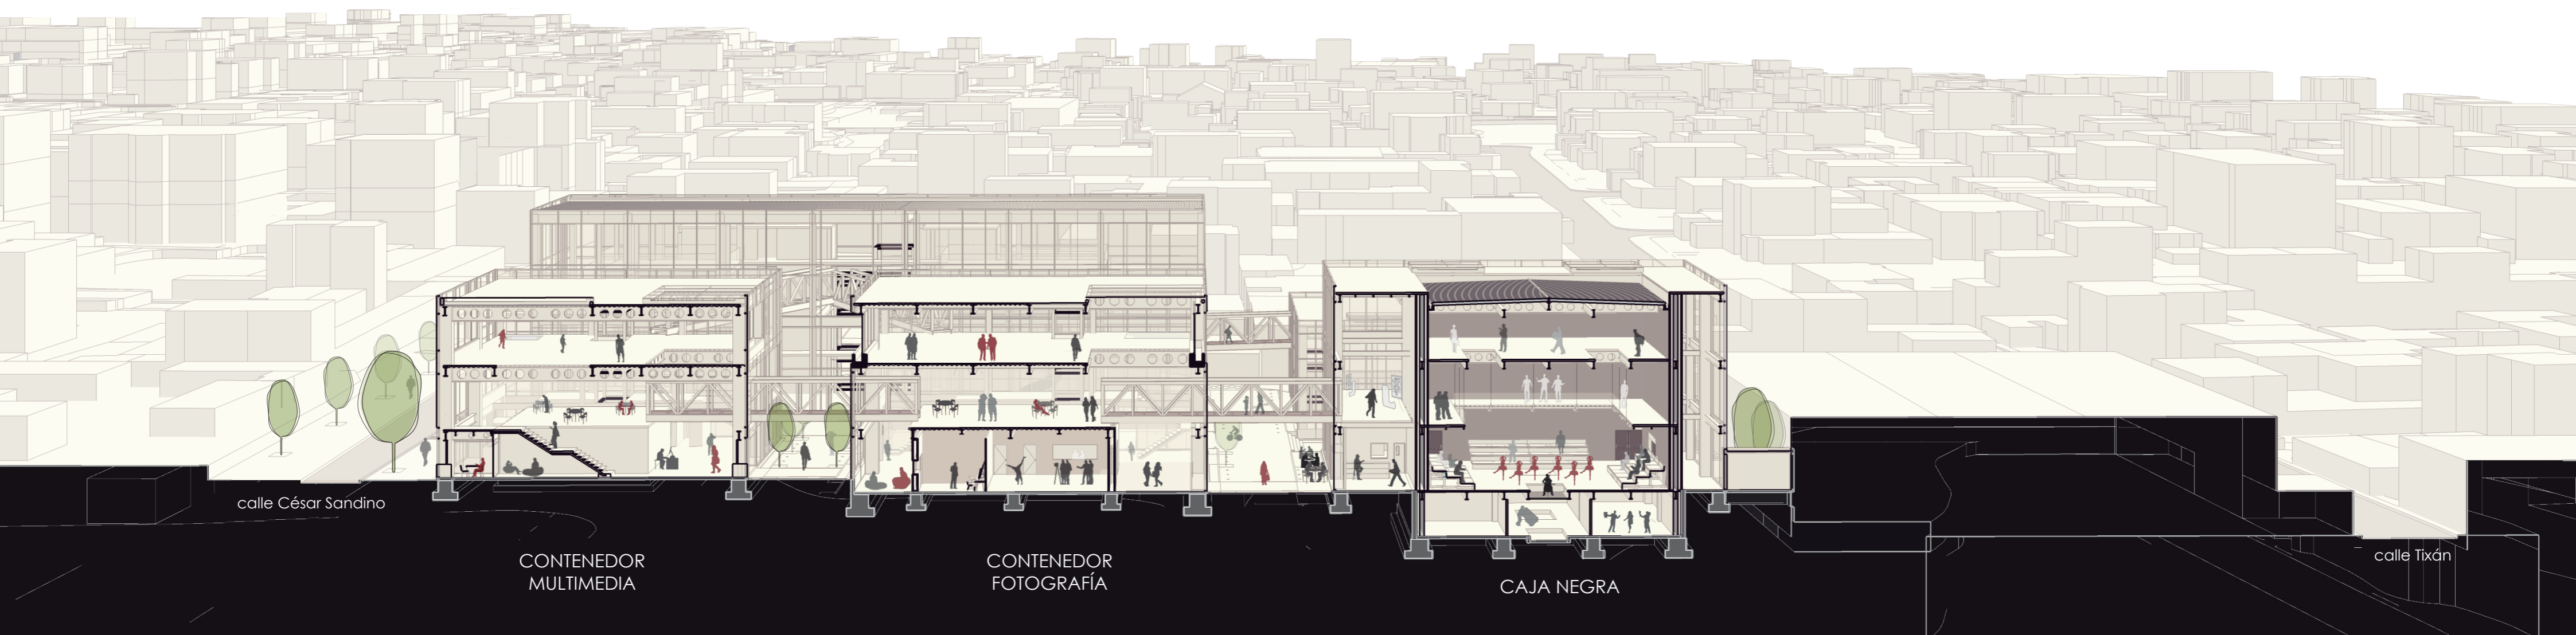 calle César Sandino
CONTENEDOR
MULTIMEDIA
CONTENEDOR
FOTOGRAFÍA
CAJA NEGRA
calle Tixán